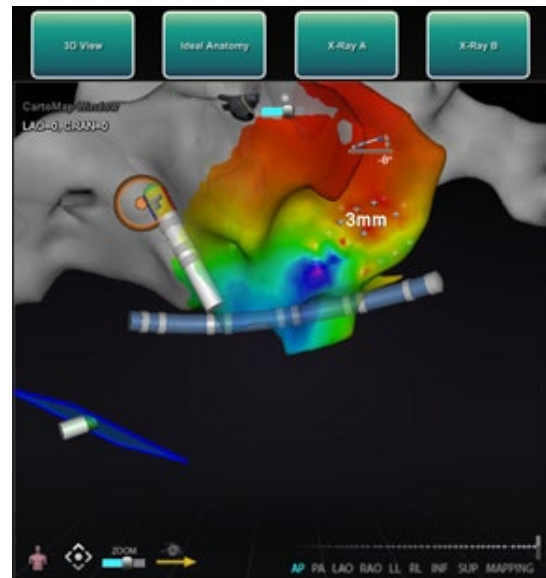 3D View
Ideal Anatomy
X-Ray A
X-Ray B
CartoMap Window
LAO=0, CRAN=0
-0°
3mm
ZOOM
AP PA LAO RAO LL RL INF SUP MAPPING